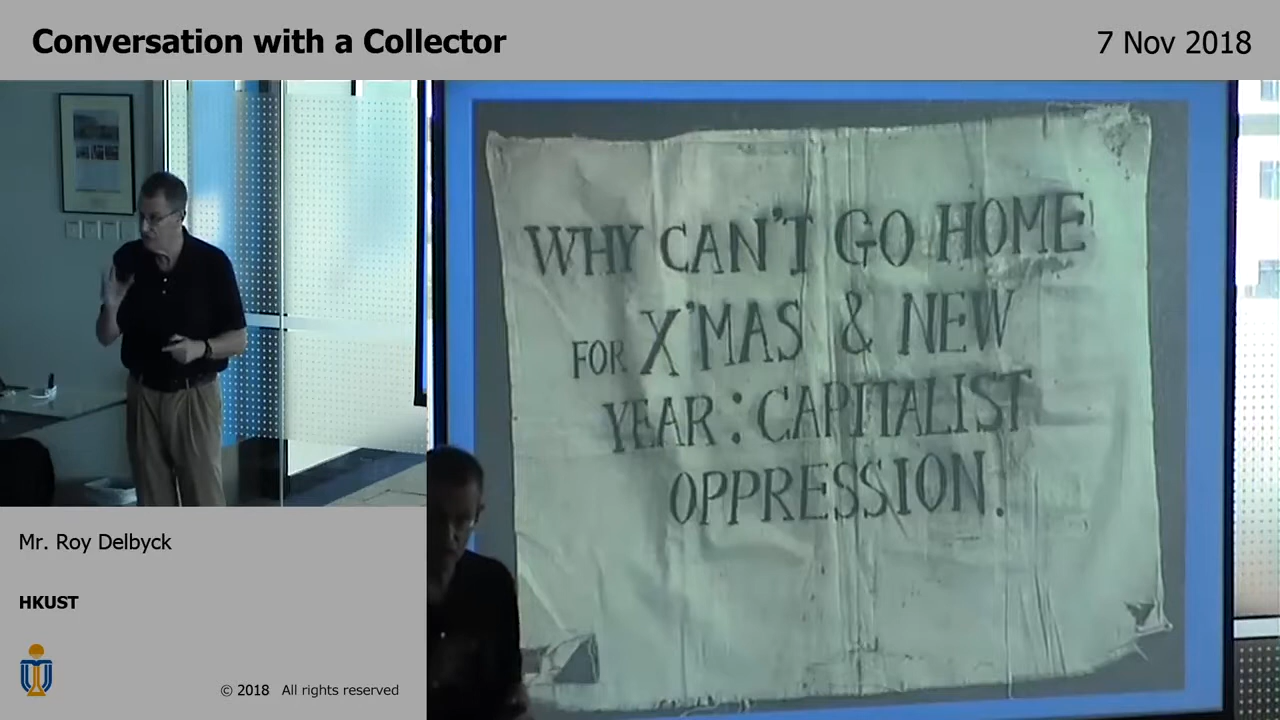 Conversation with a Collector
7 Nov 2018
WHY CAN'T GO HOME
FOR X'MAS & NEW
YEAR: CAPITALIST
OPPRESSION.
Mr. Roy Delbyck
HKUST
© 2018 All rights reserved